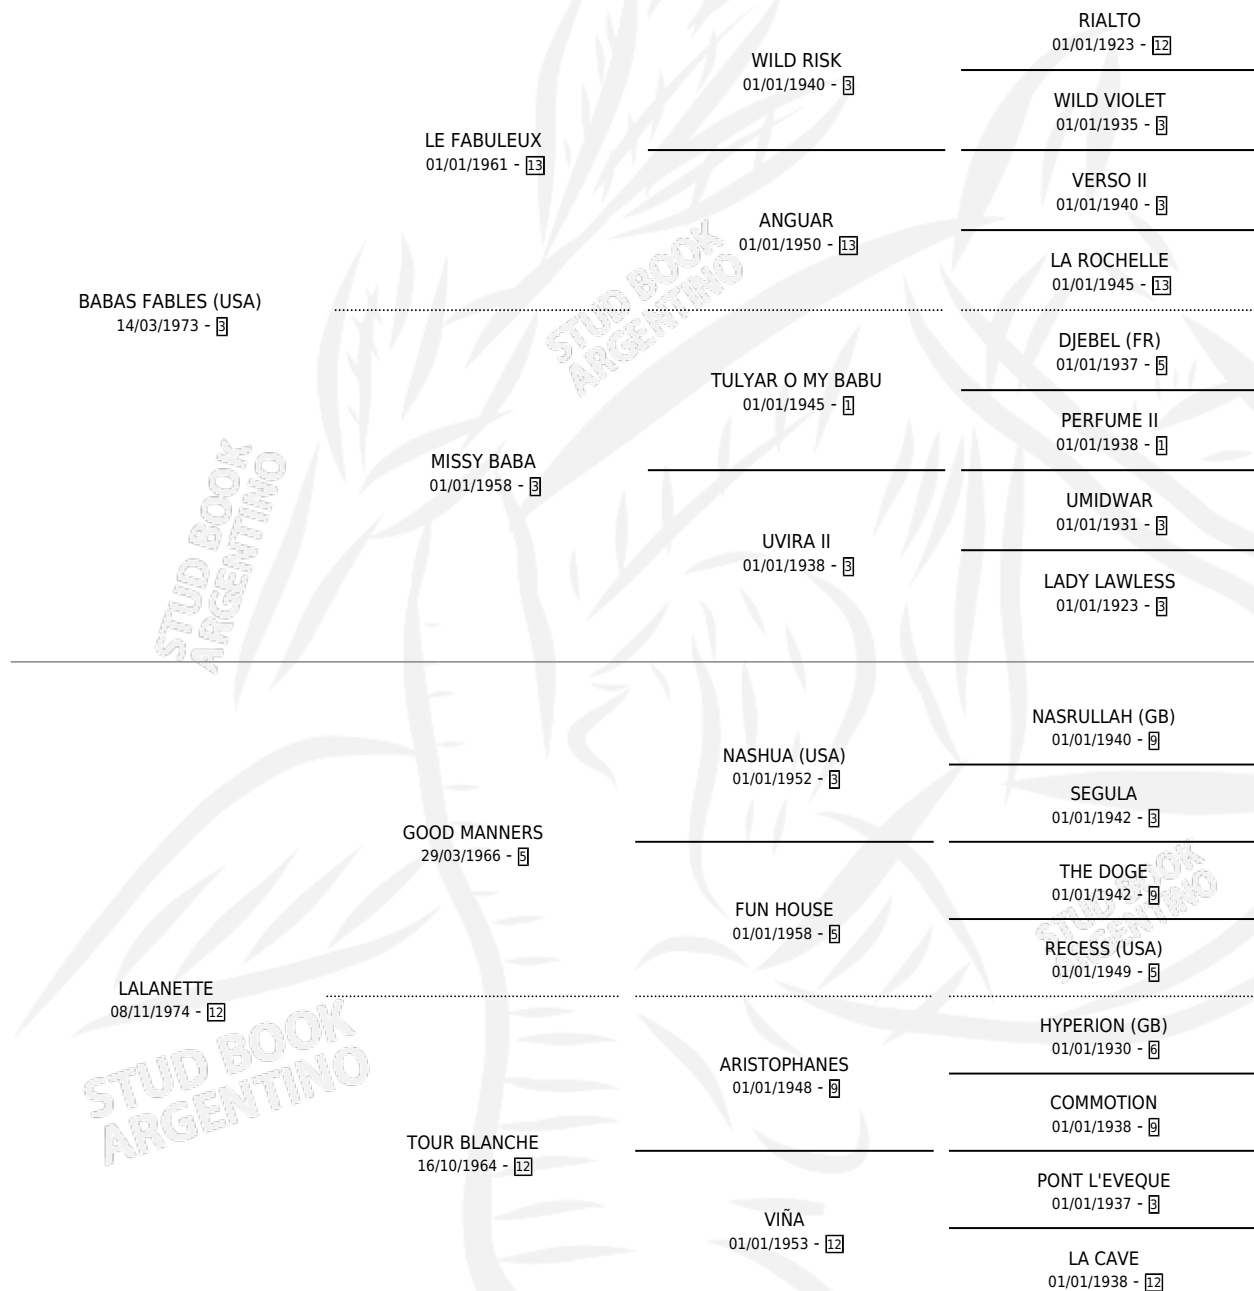 RIALTO
01/01/1923 - 12
WILD RISK
01/01/1940 - 3
WILD VIOLET
01/01/1935 - 3
LE FABULEUX
01/01/1961 - 13
VERSO II
01/01/1940 - 3
ANGUAR
01/01/1950 - 13
LA ROCHELLE
01/01/1945 - 13
BABAS FABLES (USA)
14/03/1973 - 3
DJEBEL (FR)
01/01/1937 - 5
TULYAR O MY BABU
01/01/1945 - 1
PERFUME II
01/01/1938 - 1
MISSY BABA
01/01/1958 - 3
UMIDWAR
01/01/1931 - 3
UVIRA II
01/01/1938 - 3
LADY LAWLESS
01/01/1923 - 3
STUD BOOK
ARGENTINO
STUD BOOK
ARGENTINO
NASRULLAH (GB)
01/01/1940 - 9
NASHUA (USA)
01/01/1952 - 3
SEGULA
01/01/1942 - 3
GOOD MANNERS
29/03/1966 - 5
THE DOGE
01/01/1942 - 9
FUN HOUSE
01/01/1958 - 5
RECESS (USA)
01/01/1949 - 5
STUD BOOK
ARGENTINO
LALANETTE
08/11/1974 - 12
HYPERION (GB)
01/01/1930 - 6
ARISTOPHANES
01/01/1948 - 9
COMMOTION
01/01/1938 - 9
STUD BOOK
ARGENTINO
TOUR BLANCHE
16/10/1964 - 12
PONT L'EVEQUE
01/01/1937 - 3
VIÑA
01/01/1953 - 12
LA CAVE
01/01/1938 - 12